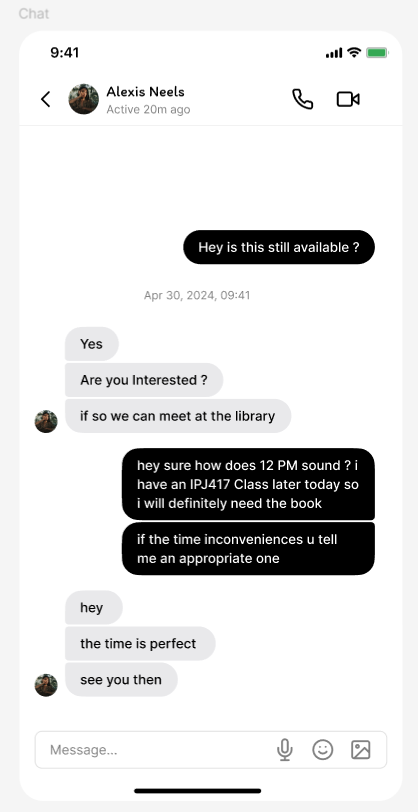 Chat
9:41
Alexis Neels
Active 20m ago
Hey is this still available ?
Apr 30, 2024, 09:41
Yes
Are you Interested ?
if so we can meet at the library
hey sure how does 12 PM sound ? i
have an IPJ417 Class later today so
i will definitely need the book
if the time inconveniences u tell
me an appropriate one
hey
the time is perfect
see you then
Message...